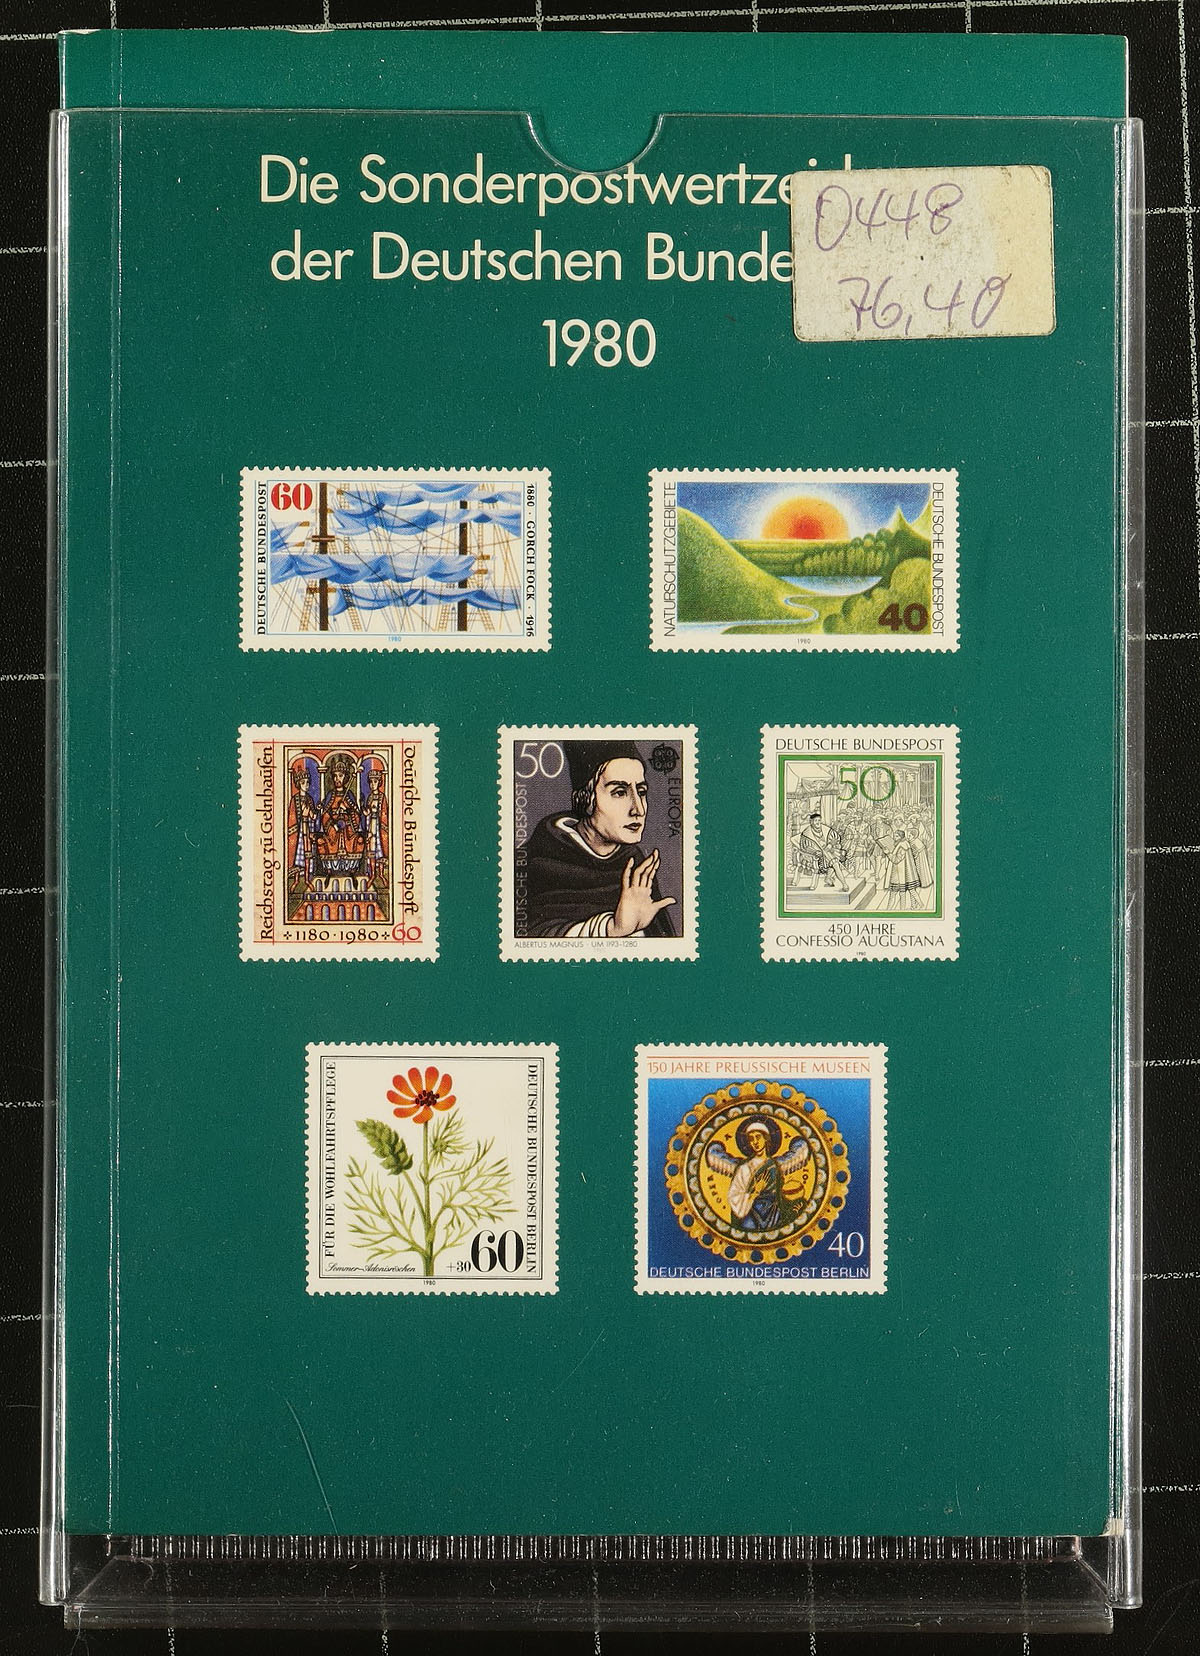 Die Sonderpostwertzeich
der Deutschen Bunde
1980
0448
76,40
DEUTSCHE BUNDESPOST
60
1880 · GORCH FOCK · 1916
1980
NATURSCHUTZGEBIETE
DEUTSCHE BUNDESPOST
40
1980
Reichstag zu Gelnhausen
Deutsche Bundespost
+1180·1980+60
50
DEUTSCHE BUNDESPOST
EUROPA
ALBERTUS MAGNUS · UM 1193-1280
DEUTSCHE BUNDESPOST
50
450 JAHRE
CONFESSIO AUGUSTANA
1980
FÜR DIE WOHLFAHRTSPFLEGE
DEUTSCHE BUNDESPOST BERLIN
Sommer-Adonisröschen
+30 60
1980
150 JAHRE PREUSSISCHE MUSEEN
40
DEUTSCHE BUNDESPOST BERLIN
1980